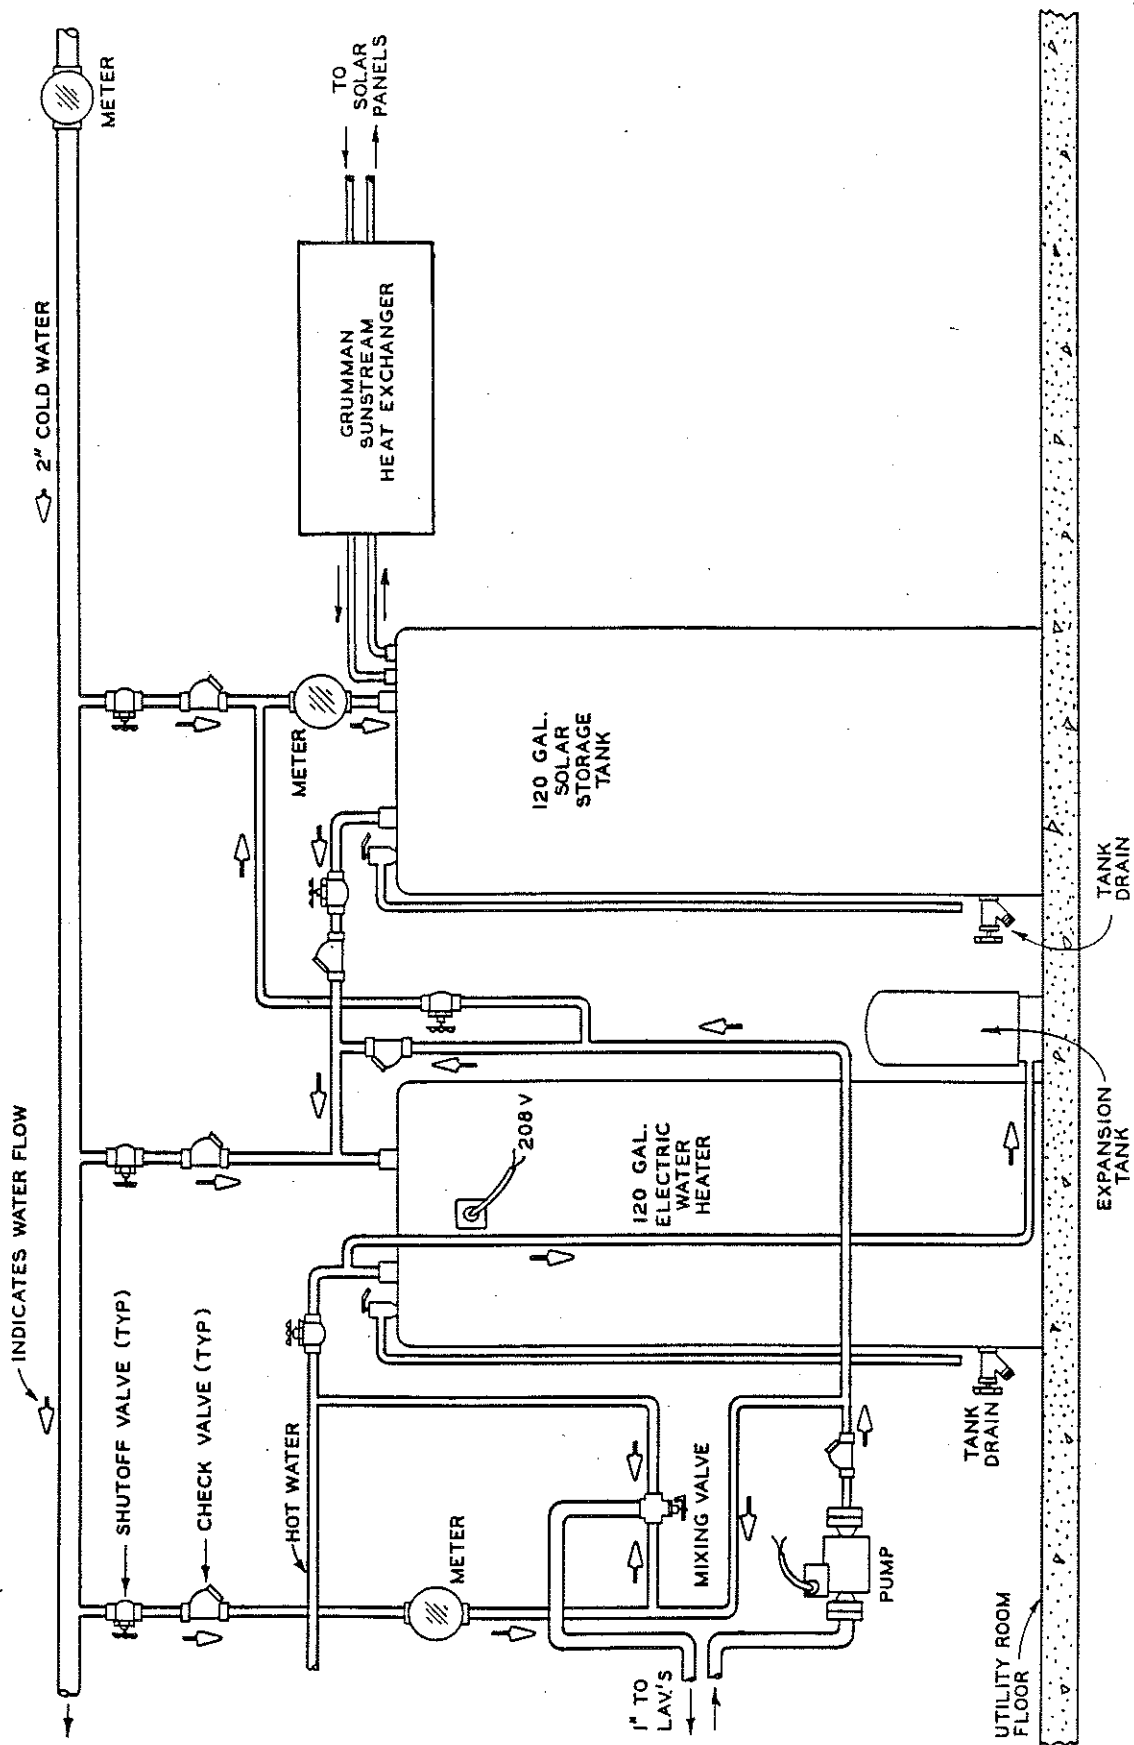 INDICATES WATER FLOW
2" COLD WATER
METER
SHUTOFF VALVE (TYP)
CHECK VALVE (TYP)
HOT WATER
METER
METER
TO
SOLAR
PANELS
GRUMMAN
SUNSTREAM
HEAT EXCHANGER
120 GAL.
SOLAR
STORAGE
TANK
208 V
120 GAL.
ELECTRIC
WATER
HEATER
MIXING VALVE
1" TO
LAV.'S
PUMP
TANK
DRAIN
TANK
DRAIN
EXPANSION
TANK
UTILITY ROOM
FLOOR